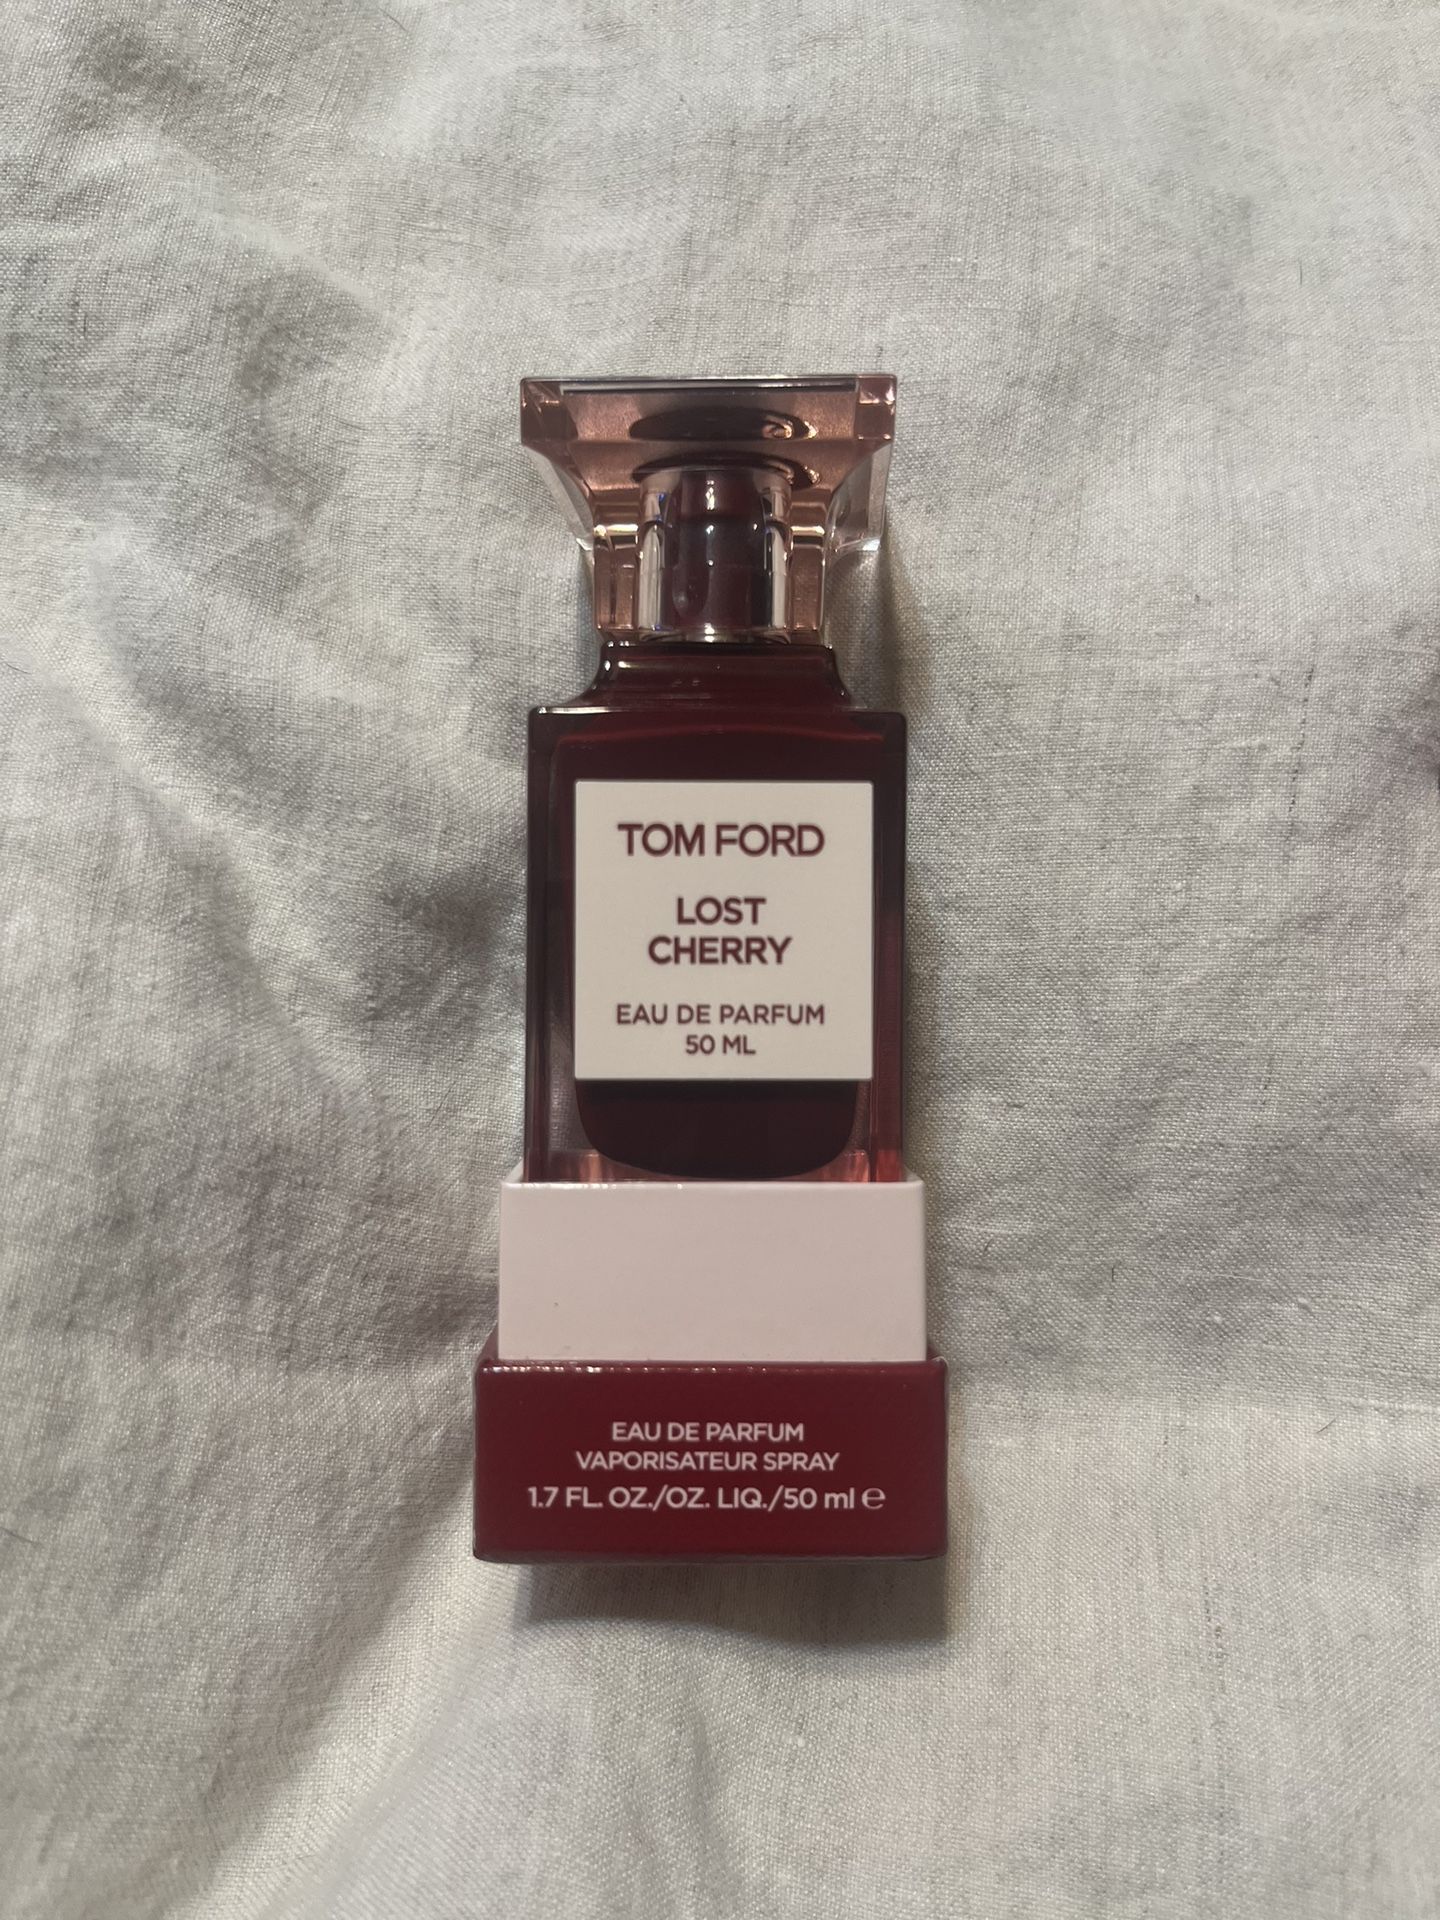 TOM FORD
LOST
CHERRY
EAU DE PARFUM
50 ML
EAU DE PARFUM
VAPORISATEUR SPRAY
1.7 FL. OZ./OZ. LIQ./50 ml ℮